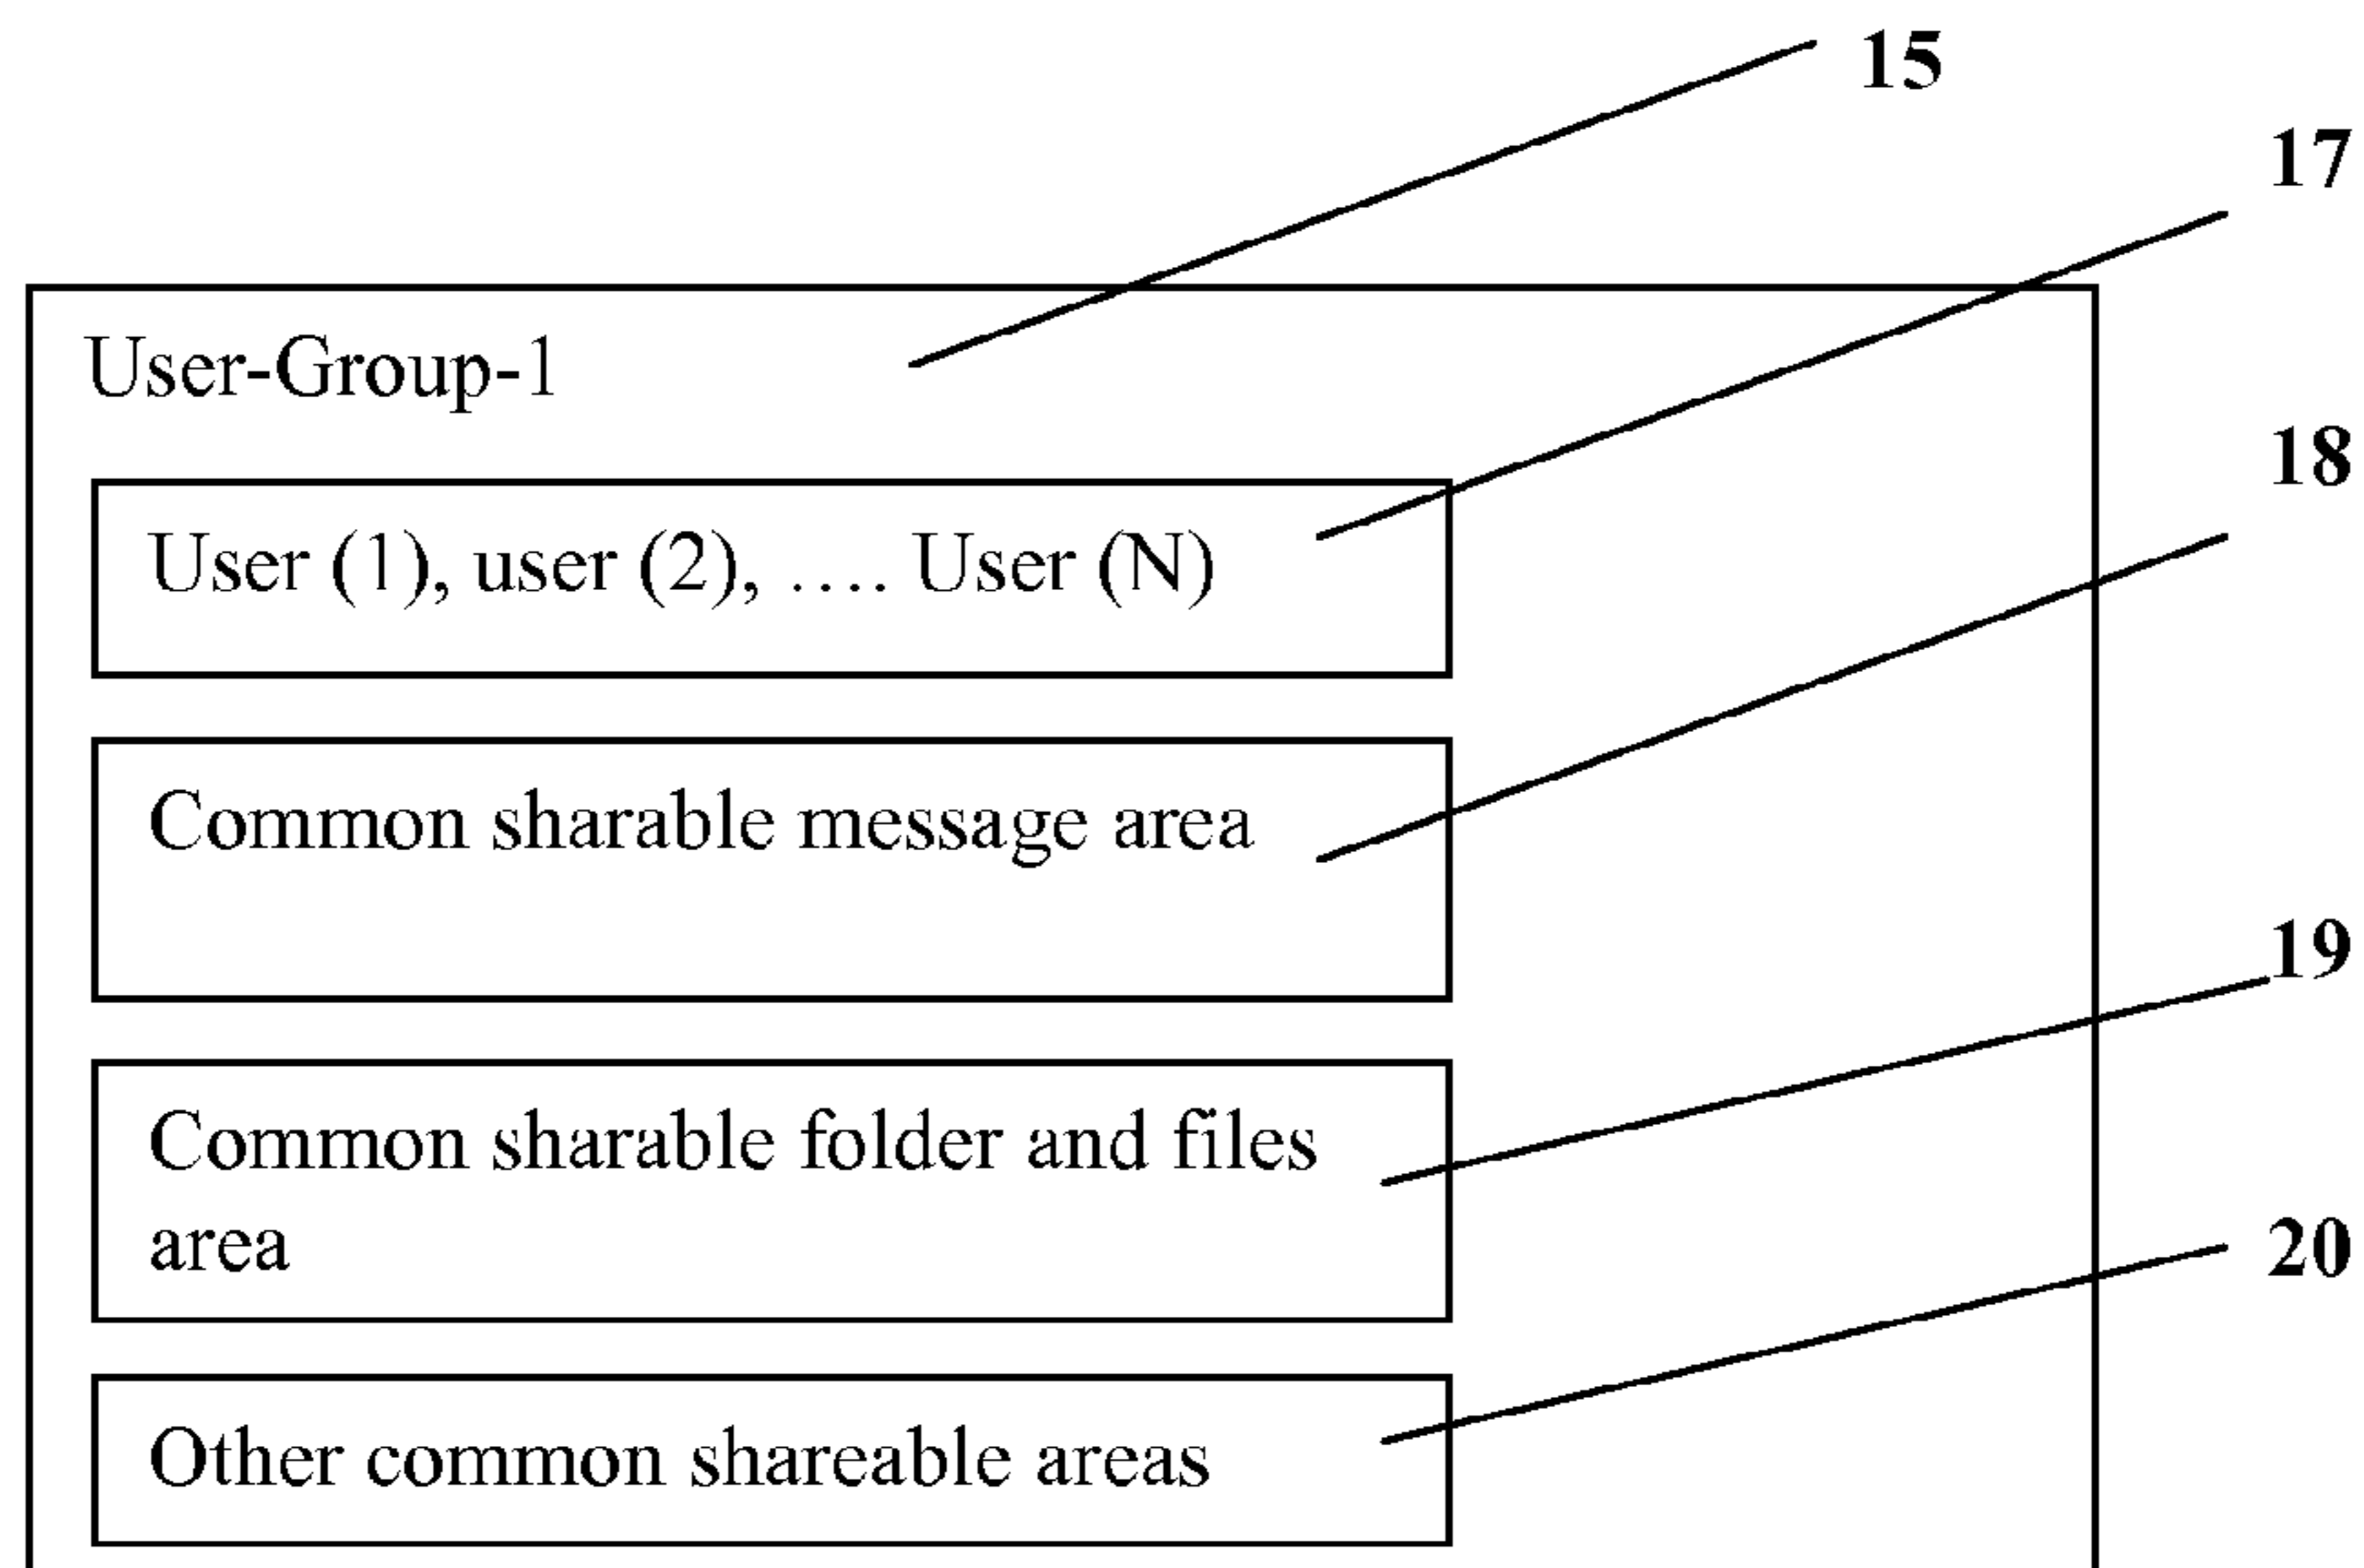 15
17
User-Group-1
18
User (1), user (2), .... User (N)
Common sharable message area
19
Common sharable folder and files
area
20
Other common shareable areas